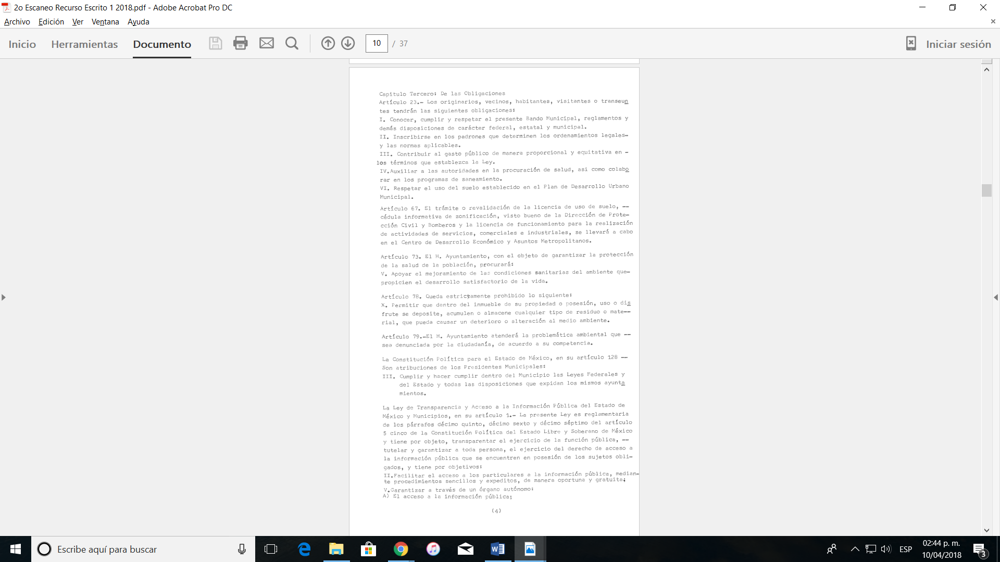 2o Escaneo Recurso Escrito 1 2018.pdf - Adobe Acrobat Pro DC
Archivo Edición Ver Ventana Ayuda
Inicio Herramientas Documento 10 / 37 Iniciar sesión
Capítulo Tercero: De las Obligaciones
Artículo 23.- Los originarios, vecinos, habitantes, visitantes o transeun
tes tendrán las siguientes obligaciones:
I. Conocer, cumplir y respetar el presente Bando Municipal, reglamentos y
demás disposiciones de carácter federal, estatal y municipal.
II. Inscribirse en los padrones que determinen los ordenamientos legales-
y las normas aplicables.
III. Contribuir al gasto público de manera proporcional y equitativa en -
los términos que establezca la Ley.
IV.Auxiliar a las autoridades en la procuración de salud, asi como colabo
rar en los programas de saneamiento.
VI. Respetar el uso del suelo establecido en el Plan de Desarrollo Urbano
Municipal.
Artículo 67. El trámite o revalidación de la licencia de uso de suelo, --
cédula informativa de zonificación, visto bueno de la Dirección de Prote-
cción Civil y Bomberos y la licencia de funcionamiento para la realización
de actividades de servicios, comerciales e industriales, se llevará a cabo
en el Centro de Desarrollo Económico y Asuntos Metropolitanos.
Artículo 73. El H. Ayuntamiento, con el objeto de garantizar la protección
de la salud de la población, procurará:
V. Apoyar el mejoramiento de las condiciones sanitarias del ambiente que-
propicien el desarrollo satisfactorio de la vida.
Artículo 78. Queda estrictamente prohibido lo siguiente:
X. Permitir que dentro del inmueble de su propiedad o posesión, uso o dis
frute se deposite, acumulen o almacene cualquier tipo de residuo o mate--
rial, que pueda causar un deterioro o alteración al medio ambiente.
Artículo 79.-El H. Ayuntamiento atenderá la problemática ambiental que --
sea denunciada por la ciudadanía, de acuerdo a su competencia.
La Constitución Política para el Estado de México, en su artículo 128 --
Son atribuciones de los Presidentes Municipales:
III. Cumplir y hacer cumplir dentro del Municipio las Leyes Federales y
del Estado y todas las disposiciones que expidan los mismos ayunta
mientos.
La Ley de Transparencia y Acceso a la Información Pública del Estado de
México y Municipios, en su artículo 1.- La presente Ley es reglamentaria
de los párrafos décimo quinto, décimo sexto y décimo séptimo del artículo
5 cinco de la Constitución Política del Estado Libre y Soberano de México
y tiene por objeto, transparentar el ejercicio de la función pública, --
tutelar y garantizar a toda persona, el ejercicio del derecho de acceso a
la información pública que se encuentren en posesión de los sujetos obli-
gados, y tiene por objetivos:
II.Facilitar el acceso a los particulares a la información pública, median-
te procedimientos sencillos y expeditos, de manera oportuna y gratuita;
V.Garantizar a través de un órgano autónomo:
A) El acceso a la información pública;
(4)
Escribe aquí para buscar
ESP
02:44 p. m.
10/04/2018
3